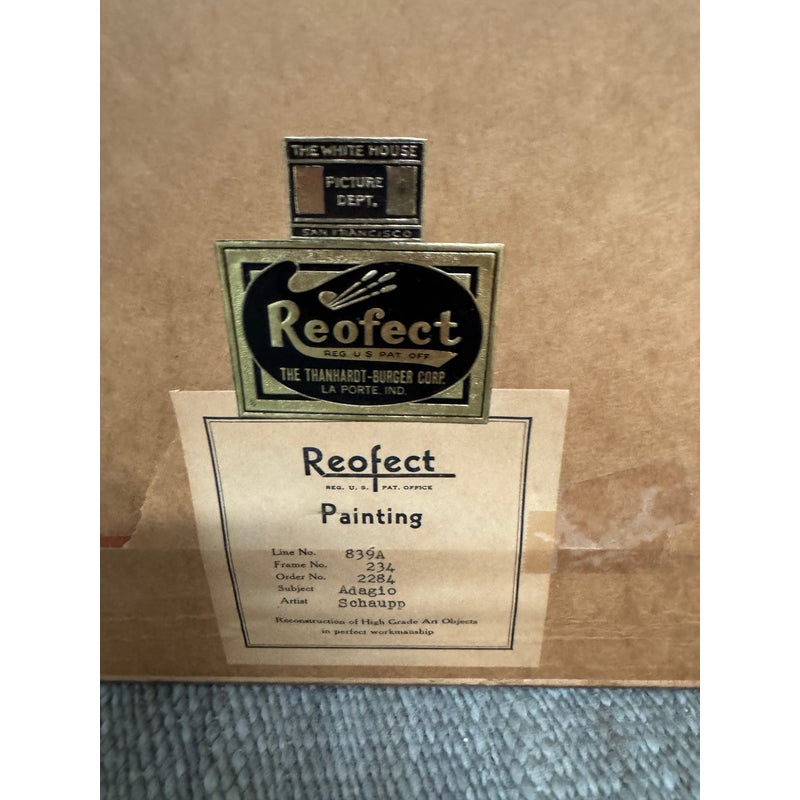 THE WHITE HOUSE
PICTURE
DEPT.
SAN FRANCISCO
Reofect
REG. U S PAT. OFF
THE THANHARDT-BURGER CORP.
LA PORTE, IND.
Reofect
REG. U. S. PAT. OFFICE
Painting
Line No. 839A
Frame No. 234
Order No. 2284
Subject Adagio
Artist Schaupp
Reconstruction of High Grade Art Objects
in perfect workmanship